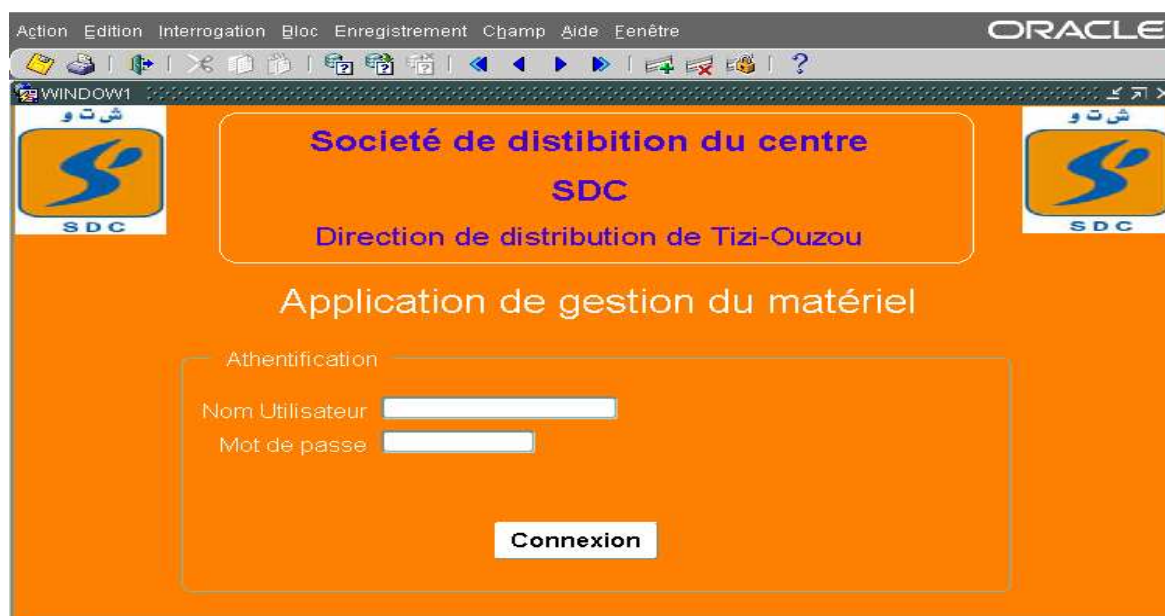 Action Edition Interrogation Bloc Enregistrement Champ Aide Fenêtre ORACLE
WINDOW1
ش ت و
SDC
Societé de distibition du centre
SDC
Direction de distribution de Tizi-Ouzou
ش ت و
SDC
Application de gestion du matériel
Athentification
Nom Utilisateur
Mot de passe
Connexion